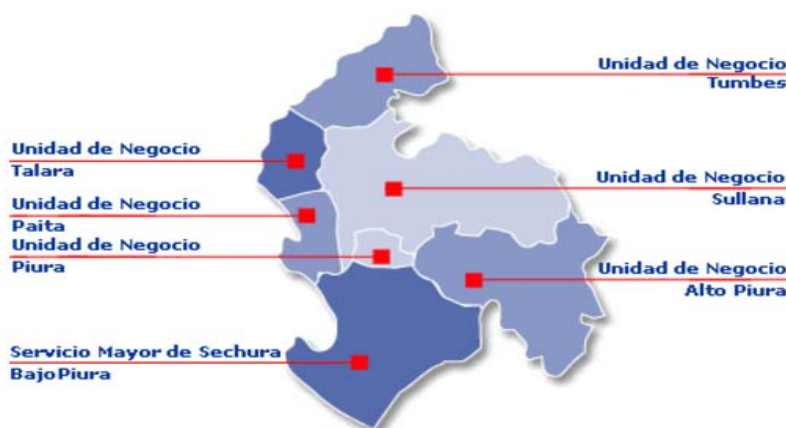 Unidad de Negocio
Tumbes
Unidad de Negocio
Talara
Unidad de Negocio
Sullana
Unidad de Negocio
Paita
Unidad de Negocio
Piura
Unidad de Negocio
Alto Piura
Servicio Mayor de Sechura
BajoPiura